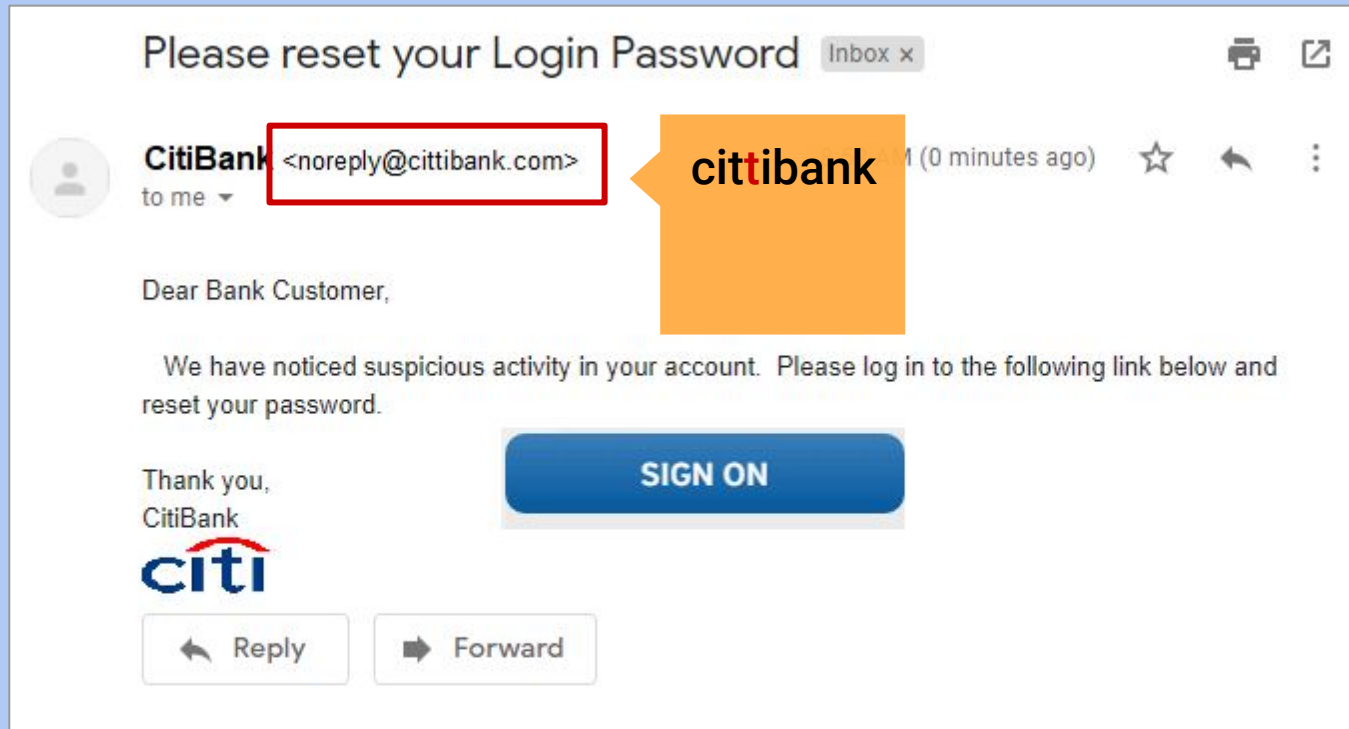 Please reset your Login Password Inbox x
CitiBank <noreply@cittibank.com>
cittibank
(0 minutes ago)
to me
Dear Bank Customer,
We have noticed suspicious activity in your account. Please log in to the following link below and
reset your password.
SIGN ON
Thank you,
CitiBank
citi
Reply
Forward